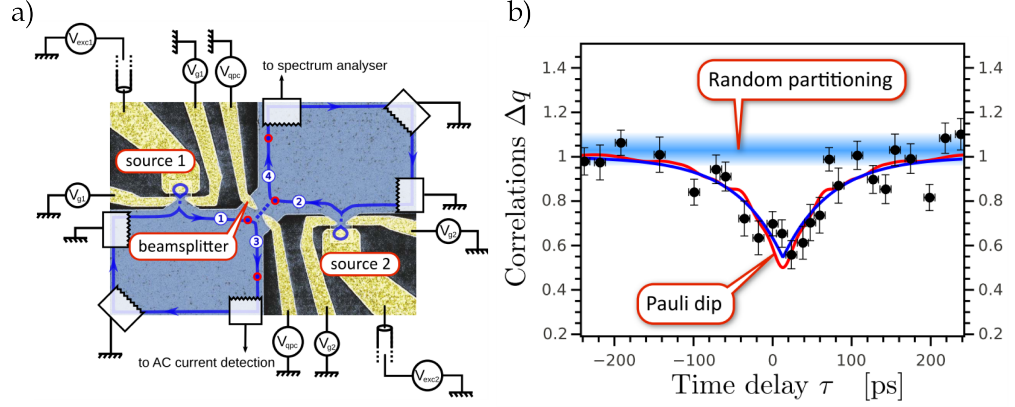 a)
V_exc1
V_g1
V_qpc
to spectrum analyser
source 1
V_g1
4
2
1
3
beamsplitter
source 2
V_g2
to AC current detection
V_qpc
V_g2
V_exc2
b)
Random partitioning
Pauli dip
Correlations Δq
1.4
1.2
1
0.8
0.6
0.4
0.2
1.4
1.2
1
0.8
0.6
0.4
0.2
−200 −100 0 100 200
Time delay τ [ps]